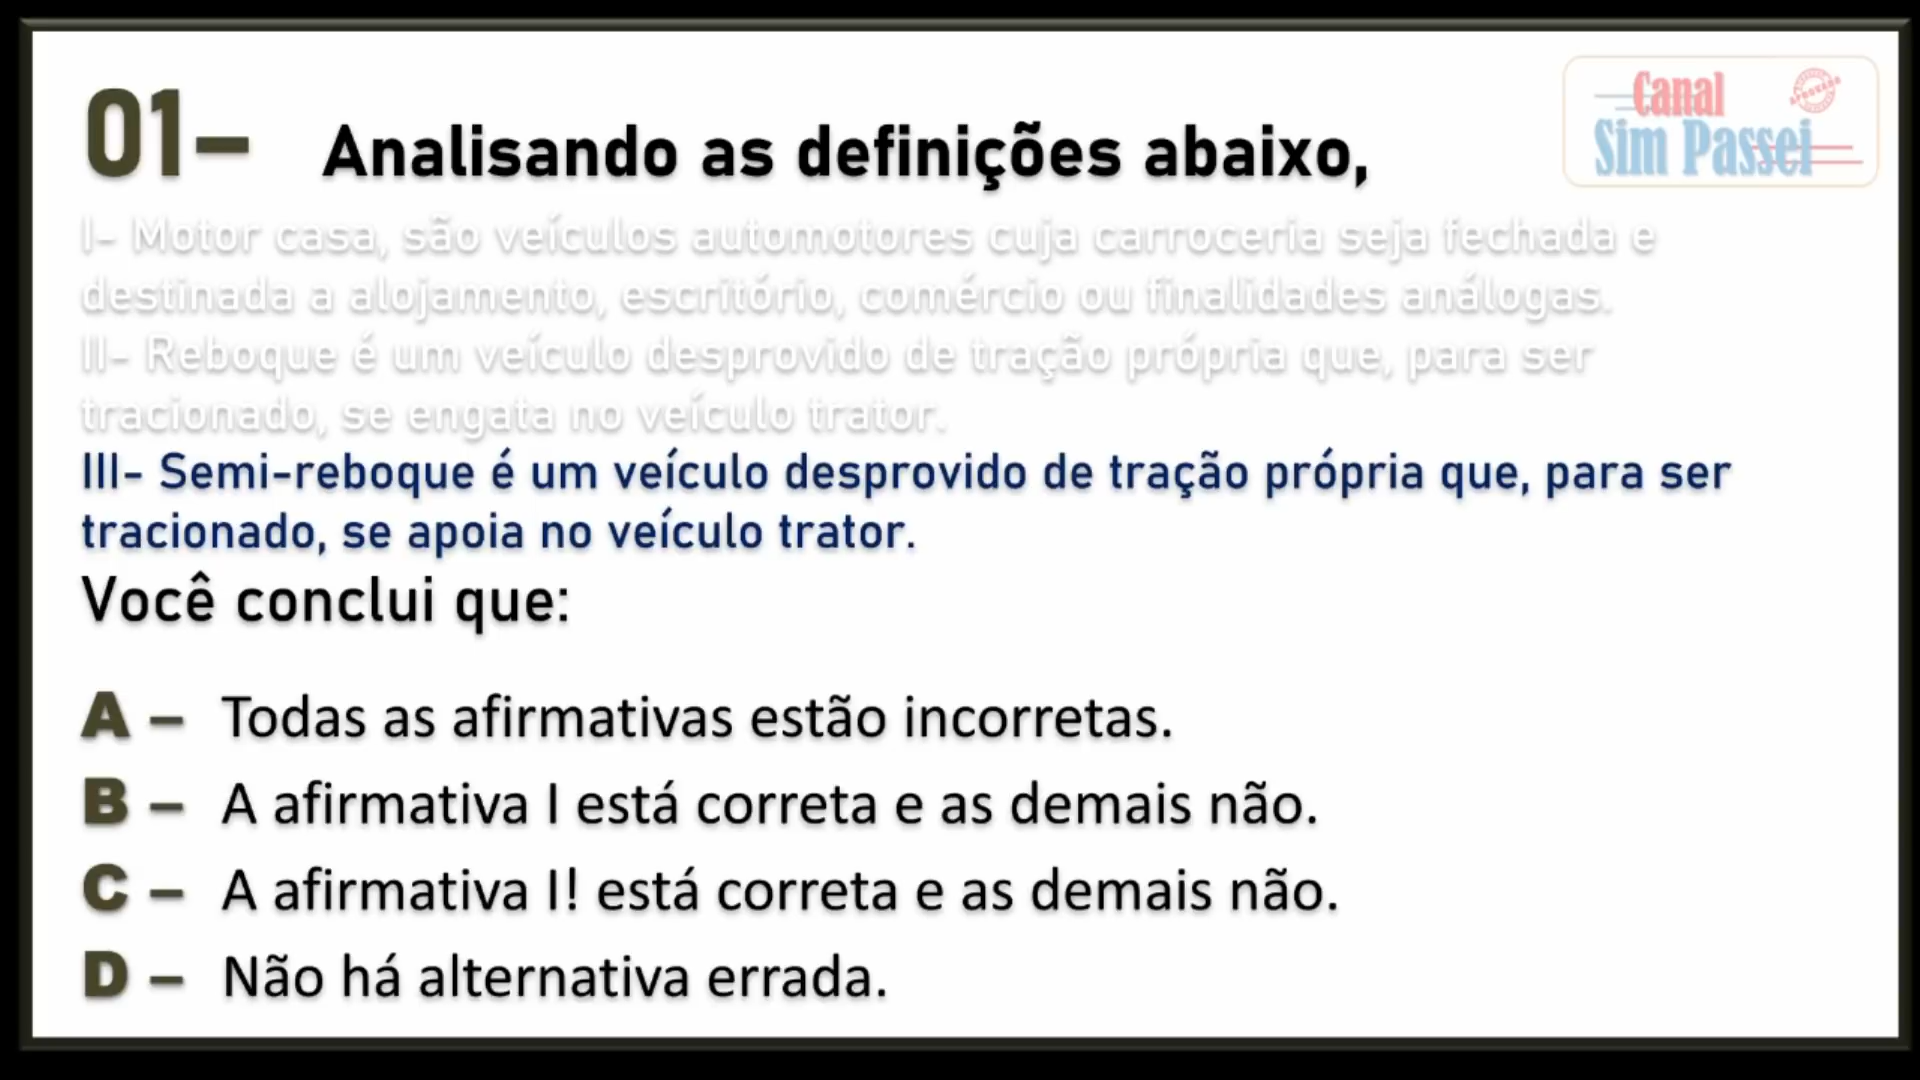 01– Analisando as definições abaixo,
Canal
APROVADO
Sim Passei
I- Motor casa, são veículos automotores cuja carroceria seja fechada e
destinada a alojamento, escritório, comércio ou finalidades análogas.
II- Reboque é um veículo desprovido de tração própria que, para ser
tracionado, se engata no veículo trator.
III- Semi-reboque é um veículo desprovido de tração própria que, para ser
tracionado, se apoia no veículo trator.
Você conclui que:
A – Todas as afirmativas estão incorretas.
B – A afirmativa I está correta e as demais não.
C – A afirmativa I! está correta e as demais não.
D – Não há alternativa errada.